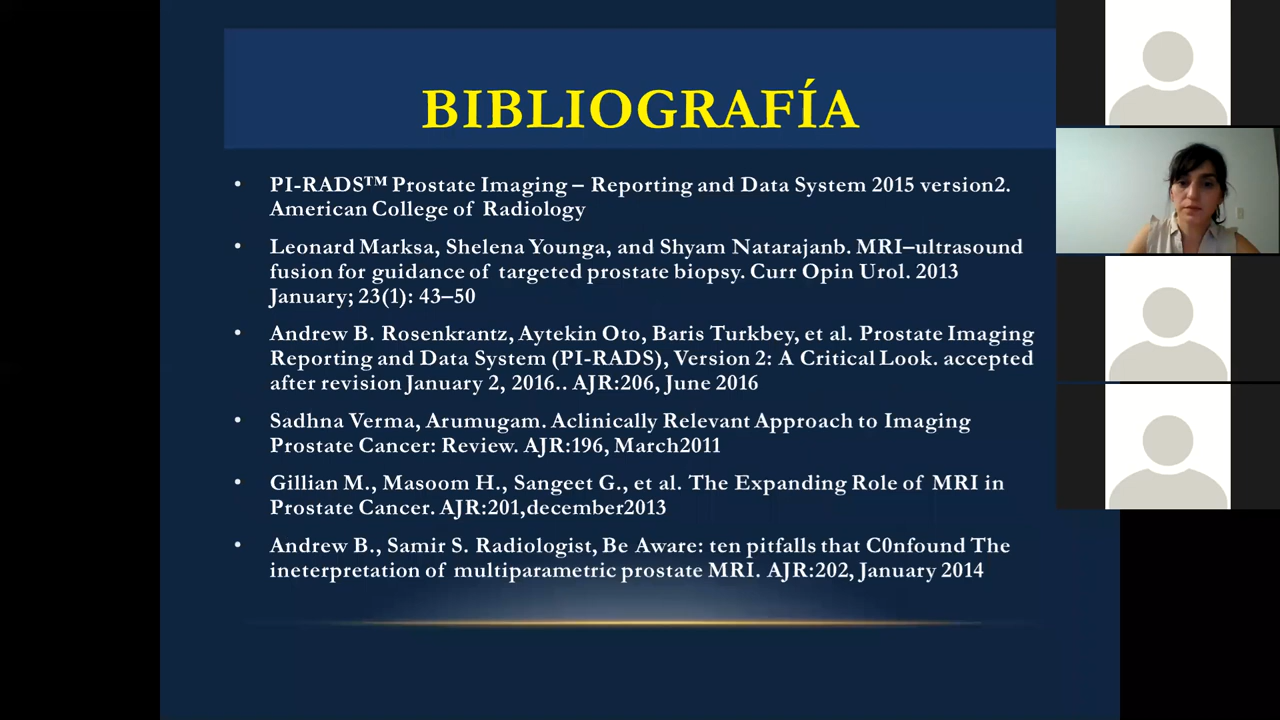 BIBLIOGRAFÍA
• PI-RADS™ Prostate Imaging – Reporting and Data System 2015 version2.
American College of Radiology
• Leonard Marksa, Shelena Younga, and Shyam Natarajanb. MRI–ultrasound
fusion for guidance of targeted prostate biopsy. Curr Opin Urol. 2013
January; 23(1): 43–50
• Andrew B. Rosenkrantz, Aytekin Oto, Baris Turkbey, et al. Prostate Imaging
Reporting and Data System (PI-RADS), Version 2: A Critical Look. accepted
after revision January 2, 2016.. AJR:206, June 2016
• Sadhna Verma, Arumugam. Aclinically Relevant Approach to Imaging
Prostate Cancer: Review. AJR:196, March2011
• Gillian M., Masoom H., Sangeet G., et al. The Expanding Role of MRI in
Prostate Cancer. AJR:201,december2013
• Andrew B., Samir S. Radiologist, Be Aware: ten pitfalls that C0nfound The
ineterpretation of multiparametric prostate MRI. AJR:202, January 2014